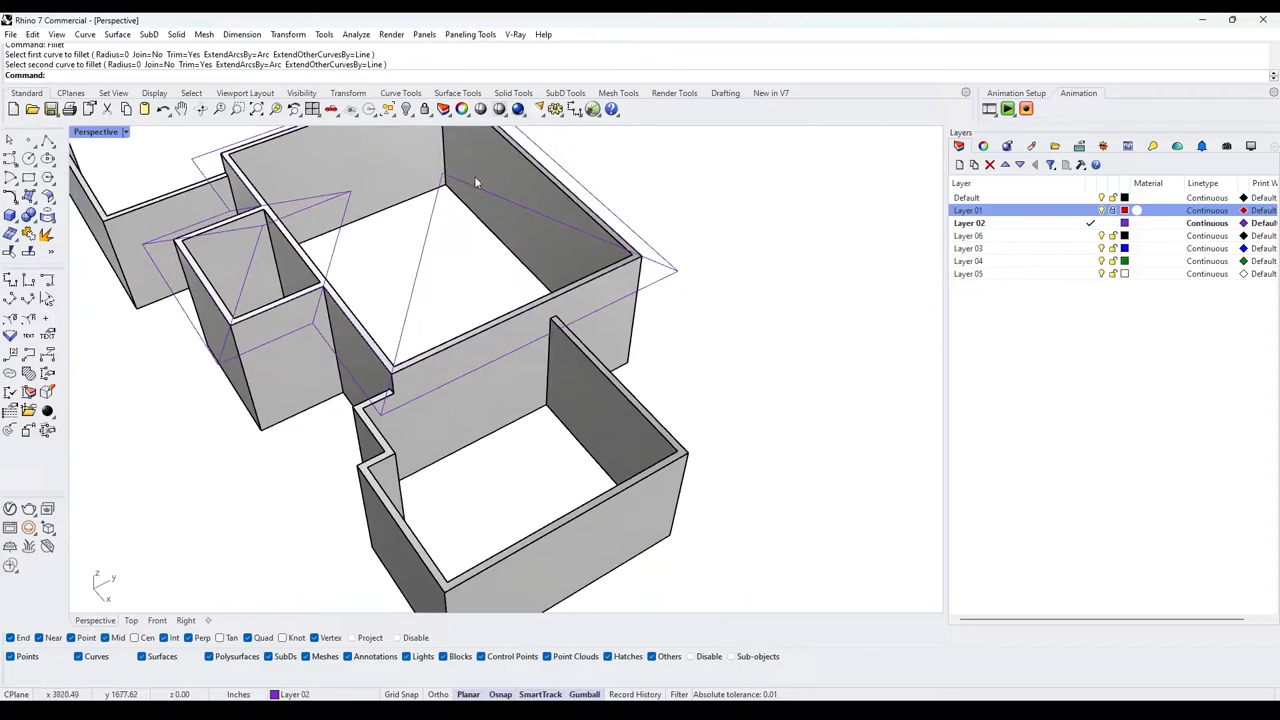 Rhino 7 Commercial - [Perspective]
File Edit View Curve Surface SubD Solid Mesh Dimension Transform Tools Analyze Render Panels Paneling Tools V-Ray Help
Command: Fillet
Select first curve to fillet ( Radius=0 Join=No Trim=Yes ExtendArcsBy=Arc ExtendOtherCurvesBy=Line )
Select second curve to fillet ( Radius=0 Join=No Trim=Yes ExtendArcsBy=Arc ExtendOtherCurvesBy=Line )
Command:
Standard CPlanes Set View Display Select Viewport Layout Visibility Transform Curve Tools Surface Tools Solid Tools SubD Tools Mesh Tools Render Tools Drafting New in V7 Animation Setup Animation
Perspective
Layers
Layer Material Linetype Print W
Default Continuous Default
Layer 01 Continuous Default
Layer 02 Continuous Default
Layer 06 Continuous Default
Layer 03 Continuous Default
Layer 04 Continuous Default
Layer 05 Continuous Default
TEXT
z
y
x
Perspective Top Front Right
End Near Point Mid Cen Int Perp Tan Quad Knot Vertex Project Disable
Points Curves Surfaces Polysurfaces SubDs Meshes Annotations Lights Blocks Control Points Point Clouds Hatches Others Disable Sub-objects
CPlane x 3820.49 y 1677.62 z 0.00 Inches Layer 02 Grid Snap Ortho Planar Osnap SmartTrack Gumball Record History Filter Absolute tolerance: 0.01